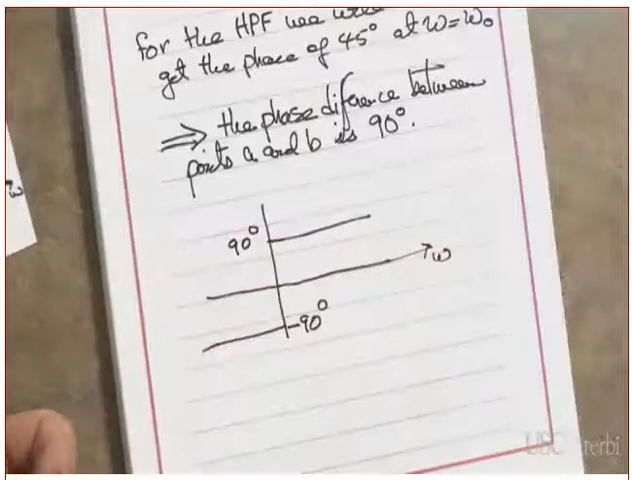 for the HPF we
get the phase of 45° at ω=ω₀
⇒ the phase diference between
points a and b is 90°.
90°
ω
-90°
ω